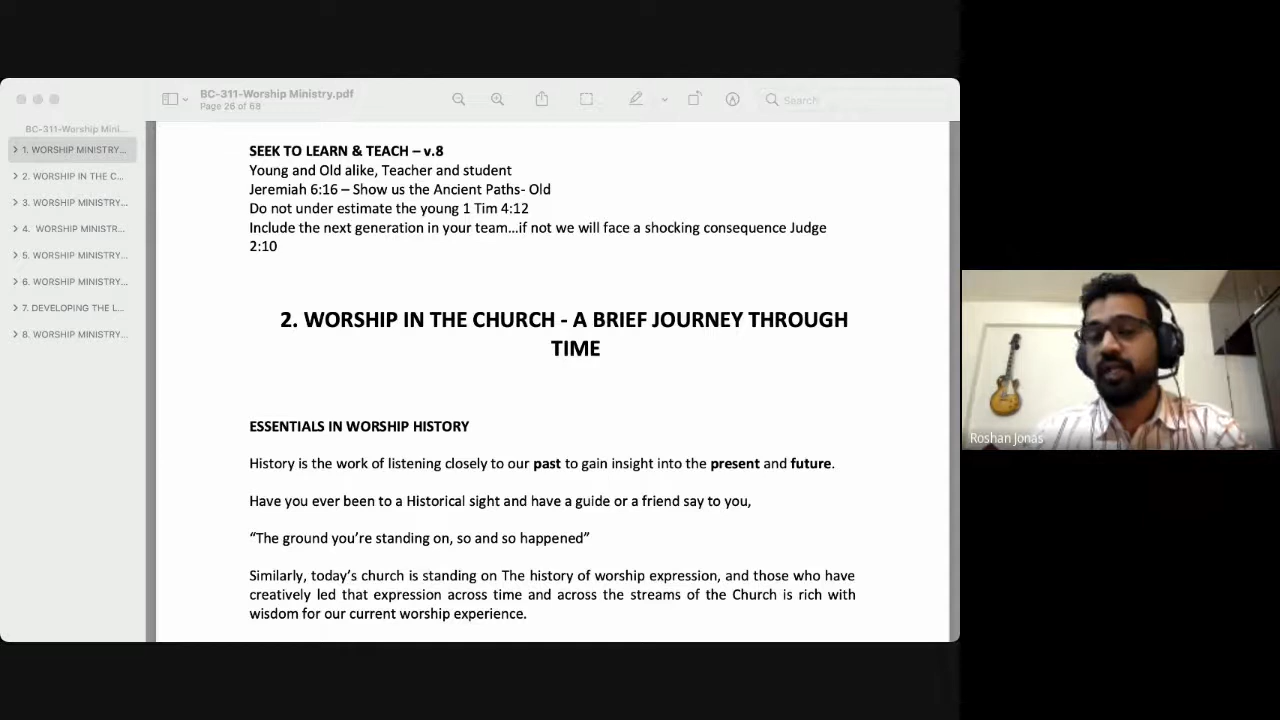 BC-311-Worship Ministry.pdf
Page 26 of 68
Search
BC-311-Worship Mini...
1. WORSHIP MINISTRY...
2. WORSHIP IN THE C...
3. WORSHIP MINISTRY...
4. WORSHIP MINISTR...
5. WORSHIP MINISTRY...
6. WORSHIP MINISTRY...
7. DEVELOPING THE L...
8. WORSHIP MINISTRY...
SEEK TO LEARN & TEACH – v.8
Young and Old alike, Teacher and student
Jeremiah 6:16 – Show us the Ancient Paths- Old
Do not under estimate the young 1 Tim 4:12
Include the next generation in your team...if not we will face a shocking consequence Judge
2:10
2. WORSHIP IN THE CHURCH - A BRIEF JOURNEY THROUGH
TIME
ESSENTIALS IN WORSHIP HISTORY
History is the work of listening closely to our past to gain insight into the present and future.
Have you ever been to a Historical sight and have a guide or a friend say to you,
“The ground you’re standing on, so and so happened”
Similarly, today’s church is standing on The history of worship expression, and those who have
creatively led that expression across time and across the streams of the Church is rich with
wisdom for our current worship experience.
Roshan Jonas